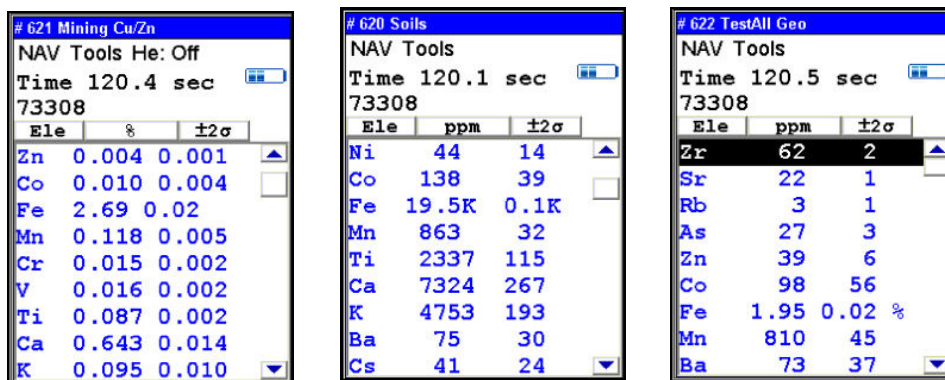 # 621 Mining Cu/Zn
NAV Tools He: Off
Time 120.4 sec
73308
Ele % ±2σ
Zn 0.004 0.001
Co 0.010 0.004
Fe 2.69 0.02
Mn 0.118 0.005
Cr 0.015 0.002
V 0.016 0.002
Ti 0.087 0.002
Ca 0.643 0.014
K 0.095 0.010
# 620 Soils
NAV Tools
Time 120.1 sec
73308
Ele ppm ±2σ
Ni 44 14
Co 138 39
Fe 19.5K 0.1K
Mn 863 32
Ti 2337 115
Ca 7324 267
K 4753 193
Ba 75 30
Cs 41 24
# 622 TestAll Geo
NAV Tools
Time 120.5 sec
73308
Ele ppm ±2σ
Zr 62 2
Sr 22 1
Rb 3 1
As 27 3
Zn 39 6
Co 98 56
Fe 1.95 0.02 %
Mn 810 45
Ba 73 37